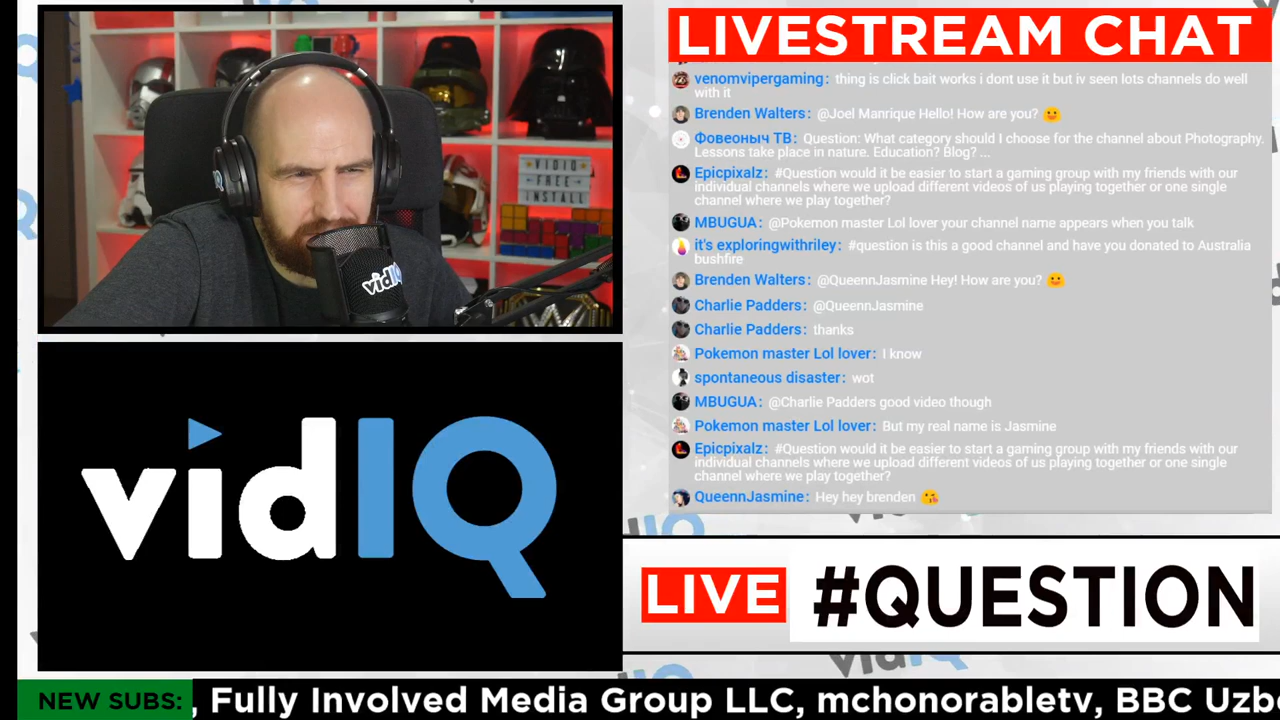 LIVESTREAM CHAT
venomvipergaming: thing is click bait works i dont use it but iv seen lots channels do well
with it
Brenden Walters: @Joel Manrique Hello! How are you?
Фовеоныч ТВ: Question: What category should I choose for the channel about Photography.
Lessons take place in nature. Education? Blog? ...
Epicpixalz: #Question would it be easier to start a gaming group with my friends with our
individual channels where we upload different videos of us playing together or one single
channel where we play together?
MBUGUA: @Pokemon master Lol lover your channel name appears when you talk
it's exploringwithriley: #question is this a good channel and have you donated to Australia
bushfire
Brenden Walters: @QueennJasmine Hey! How are you?
Charlie Padders: @QueennJasmine
Charlie Padders: thanks
Pokemon master Lol lover: I know
spontaneous disaster: wot
MBUGUA: @Charlie Padders good video though
Pokemon master Lol lover: But my real name is Jasmine
Epicpixalz: #Question would it be easier to start a gaming group with my friends with our
individual channels where we upload different videos of us playing together or one single
channel where we play together?
QueennJasmine: Hey hey brenden
VIDIQ
FREE
INSTALL
vidIQ
vidIQ
LIVE #QUESTION
NEW SUBS: , Fully Involved Media Group LLC, mchonorabletv, BBC Uzb